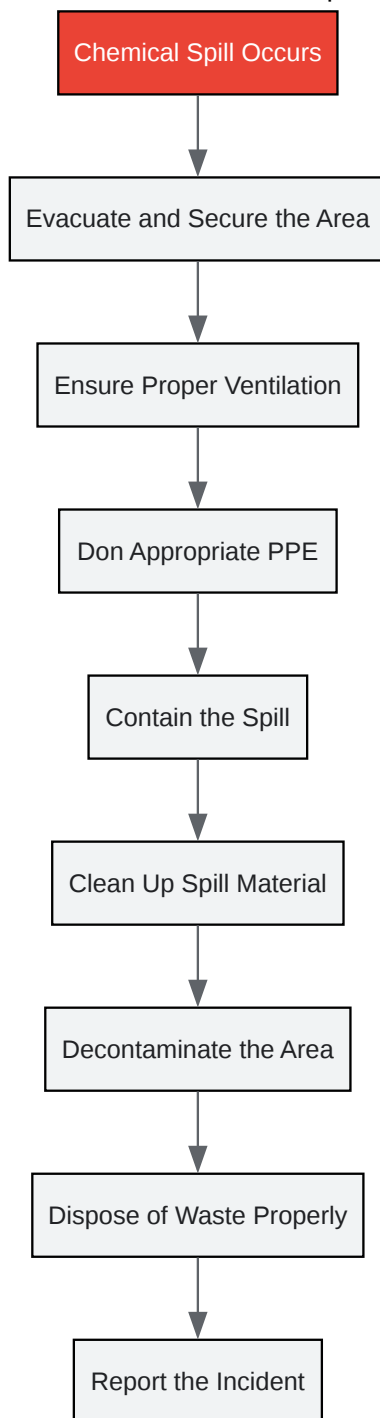 Chemical Spill Occurs
Evacuate and Secure the Area
Ensure Proper Ventilation
Don Appropriate PPE
Contain the Spill
Clean Up Spill Material
Decontaminate the Area
Dispose of Waste Properly
Report the Incident